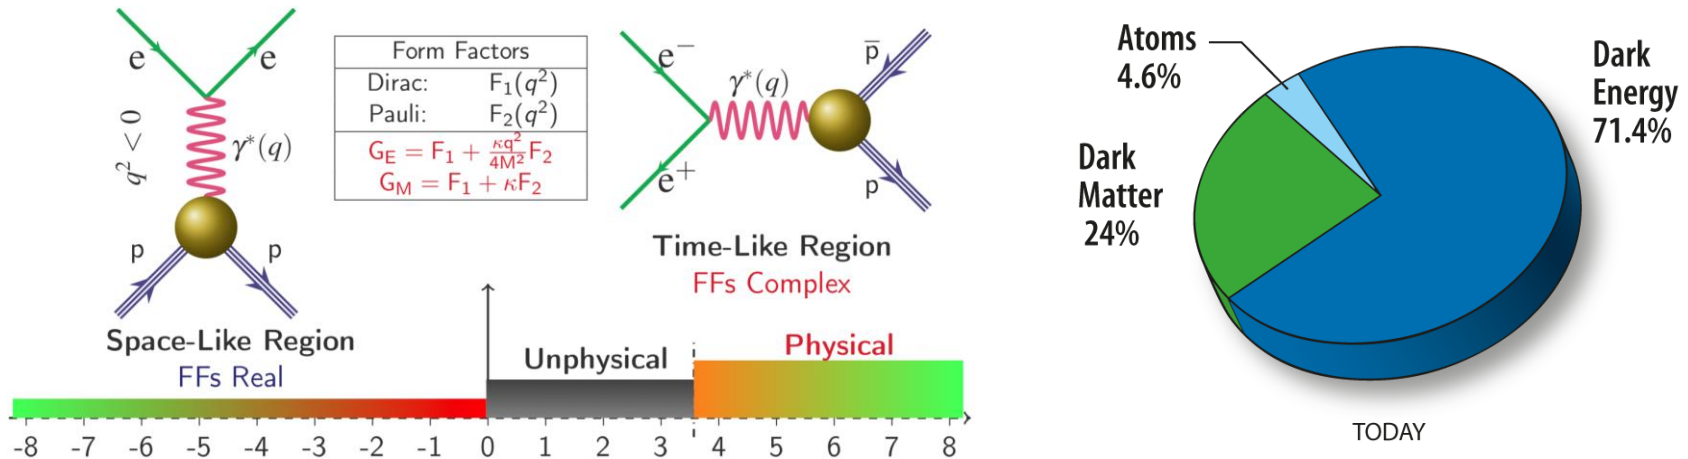 e
e
q² < 0
γ*(q)
p
p
Space-Like Region
FFs Real
Form Factors
Dirac: F₁(q²)
Pauli: F₂(q²)
G_E = F₁ + κq²/4M² F₂
G_M = F₁ + κF₂
e⁻
e⁺
γ*(q)
p̅
p
Time-Like Region
FFs Complex
Unphysical
Physical
-8 -7 -6 -5 -4 -3 -2 -1 0 1 2 3 4 5 6 7 8
Atoms
4.6%
Dark
Energy
71.4%
Dark
Matter
24%
TODAY